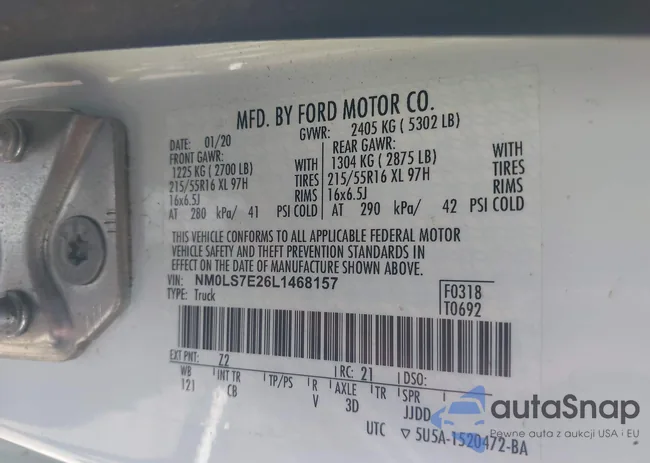 MFD. BY FORD MOTOR CO.
DATE: 01/20 GVWR: 2405 KG ( 5302 LB)
FRONT GAWR: REAR GAWR:
1225 KG ( 2700 LB) WITH 1304 KG ( 2875 LB) WITH
215/55R16 XL 97H TIRES 215/55R16 XL 97H TIRES
16x6.5J RIMS 16x6.5J RIMS
AT 280 kPa/ 41 PSI COLD AT 290 kPa/ 42 PSI COLD
THIS VEHICLE CONFORMS TO ALL APPLICABLE FEDERAL MOTOR
VEHICLE SAFETY AND THEFT PREVENTION STANDARDS IN
EFFECT ON THE DATE OF MANUFACTURE SHOWN ABOVE.
VIN: NM0LS7E26L1468157
TYPE: Truck
F0318
T0692
EXT PNT: Z2 RC: 21 DSO:
WB INT TR TP/PS R AXLE TR SPR
121 CB V 3D JJDD
UTC ▽ 5U5A-1520472-BA
autoSnap
Pewne auta z aukcji USA i EU